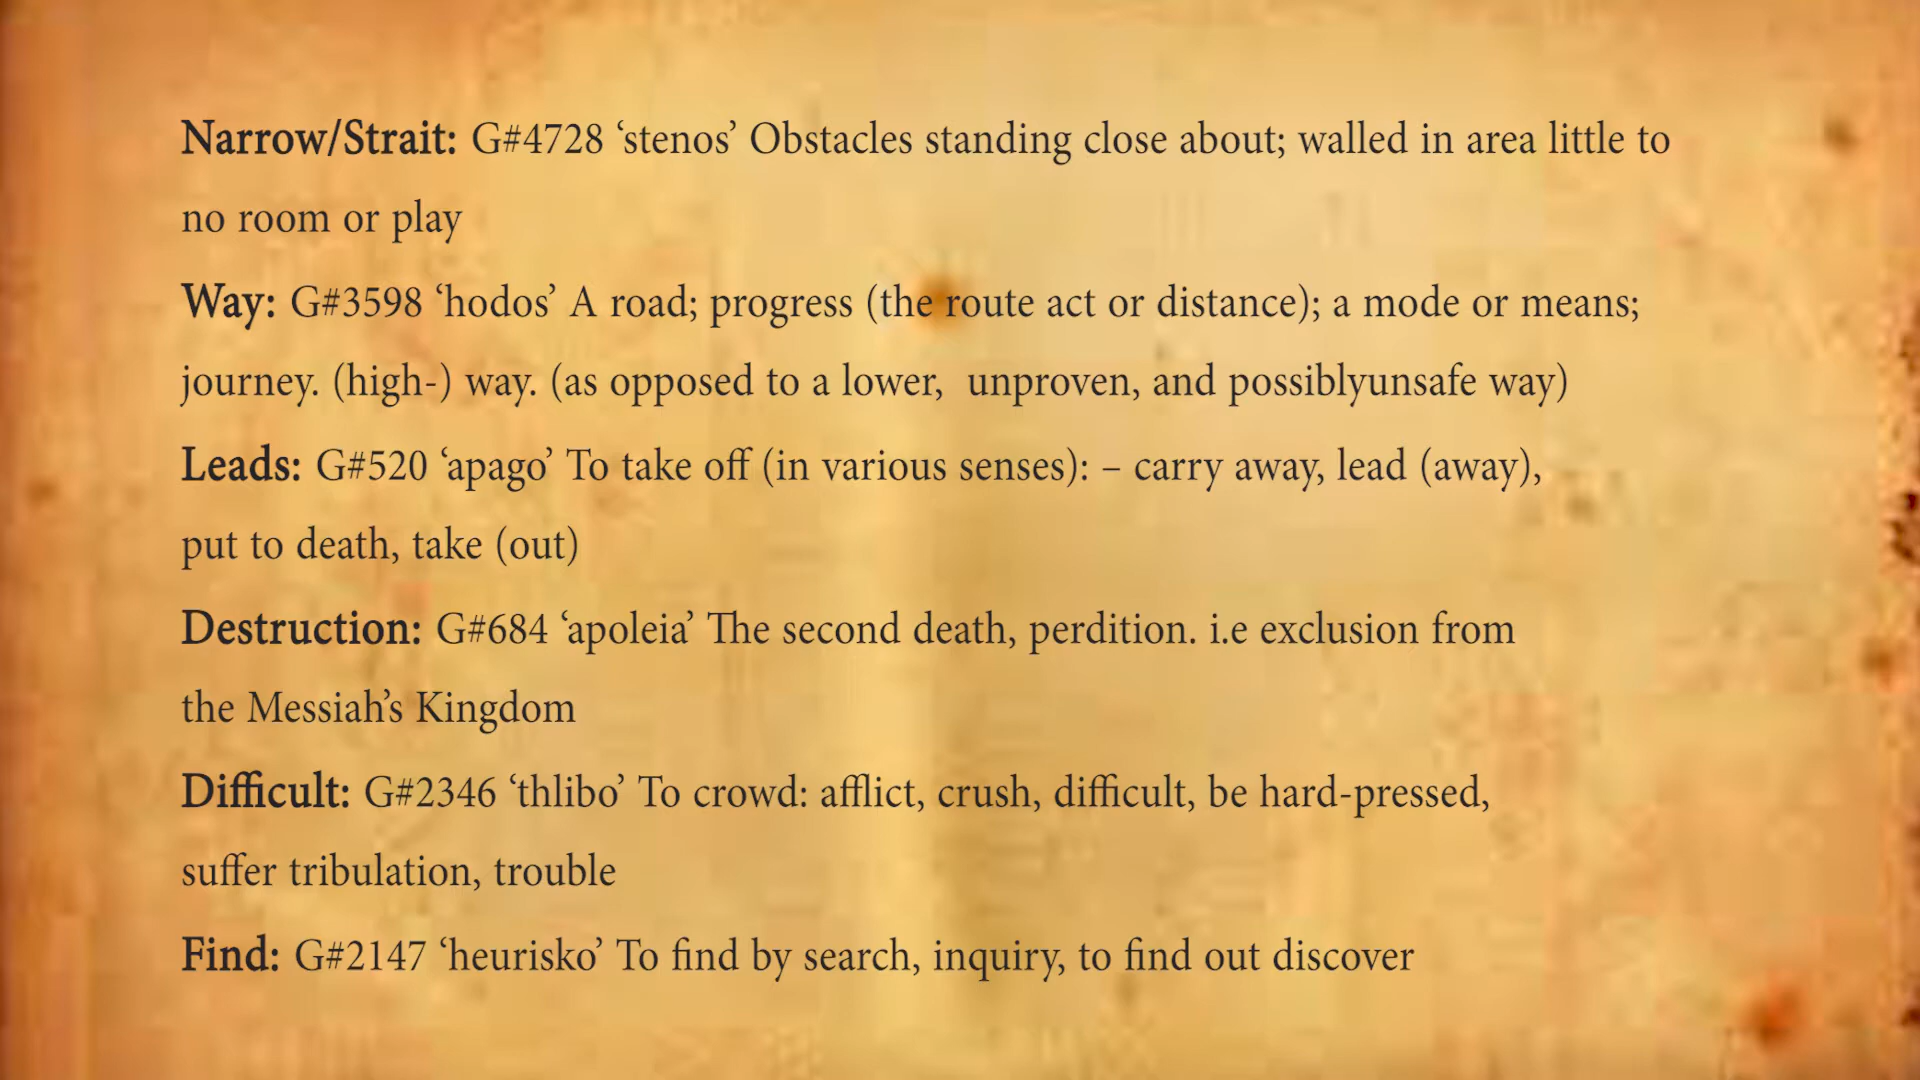 Narrow/Strait: G#4728 ‘stenos’ Obstacles standing close about; walled in area little to
no room or play
Way: G#3598 ‘hodos’ A road; progress (the route act or distance); a mode or means;
journey. (high-) way. (as opposed to a lower,  unproven, and possiblyunsafe way)
Leads: G#520 ‘apago’ To take off (in various senses): – carry away, lead (away),
put to death, take (out)
Destruction: G#684 ‘apoleia’ The second death, perdition. i.e exclusion from
the Messiah’s Kingdom
Difficult: G#2346 ‘thlibo’ To crowd: afflict, crush, difficult, be hard-pressed,
suffer tribulation, trouble
Find: G#2147 ‘heurisko’ To find by search, inquiry, to find out discover